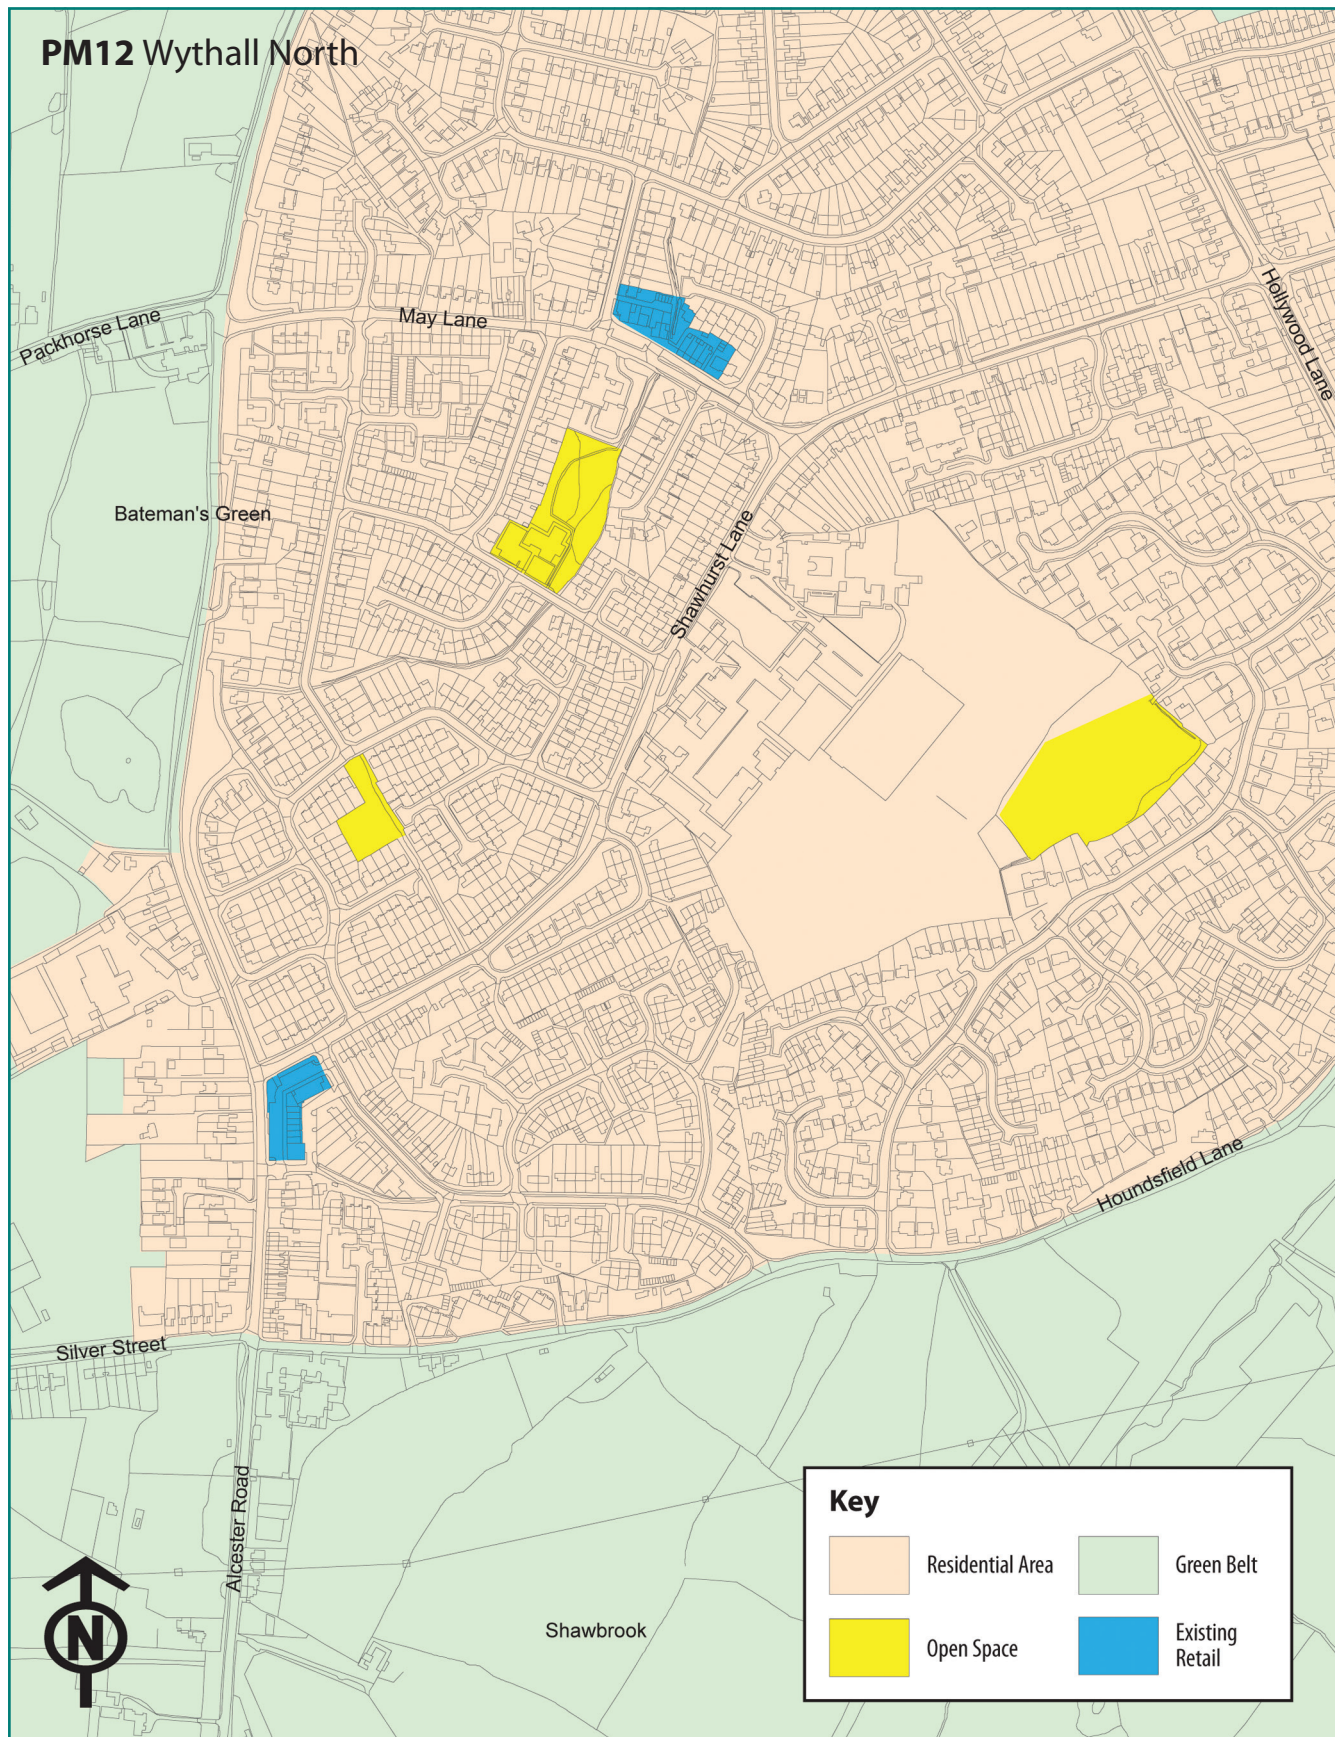 PM12 Wythall North
Hollywood Lane
May Lane
Packhorse Lane
Bateman's Green
Shawhurst Lane
Houndsfield Lane
Silver Street
Alcester Road
Shawbrook
Key
Residential Area
Green Belt
Open Space
Existing
Retail
N